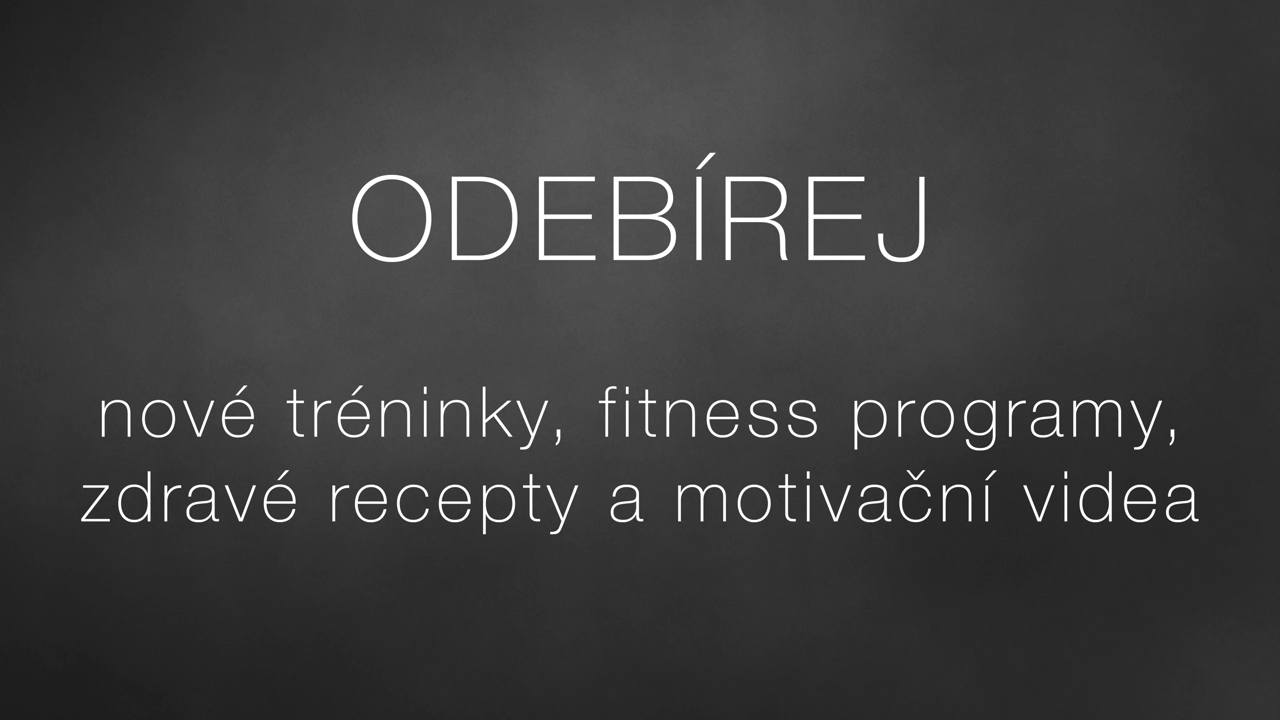 ODEBÍREJ
nové tréninky, fitness programy,
zdravé recepty a motivační videa